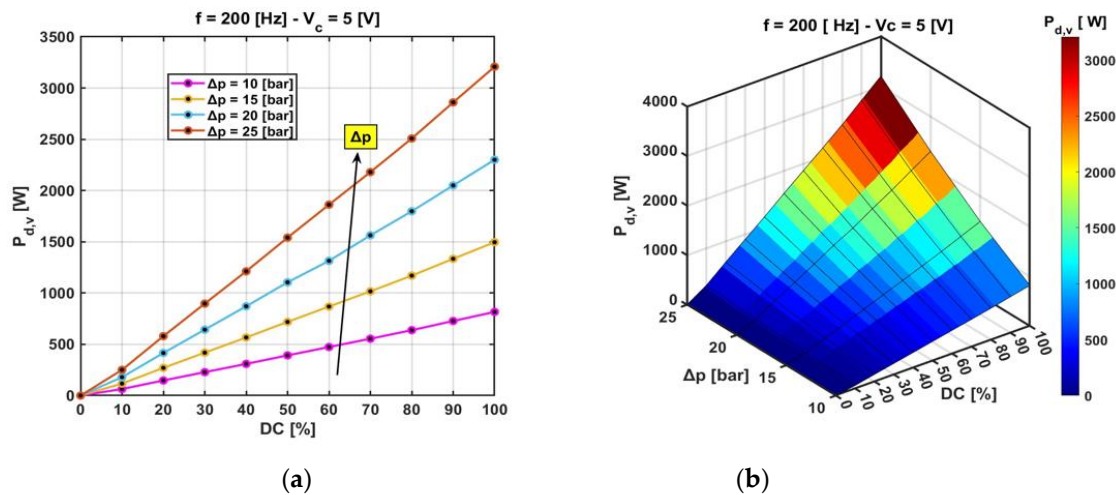 f = 200 [Hz] - V_c = 5 [V]
3500
3000
2500
2000
1500
1000
500
0
P_d,v [W]
Δp = 10 [bar]
Δp = 15 [bar]
Δp = 20 [bar]
Δp = 25 [bar]
Δp
0 10 20 30 40 50 60 70 80 90 100
DC [%]
(a)
f = 200 [ Hz] - Vc = 5 [V]
P_d,v [ W]
4000
3000
2000
1000
0
P_d,v [W]
25
20
15
10
Δp [bar]
0 10 20 30 40 50 60 70 80 90 100
DC [%]
3000
2500
2000
1500
1000
500
0
(b)